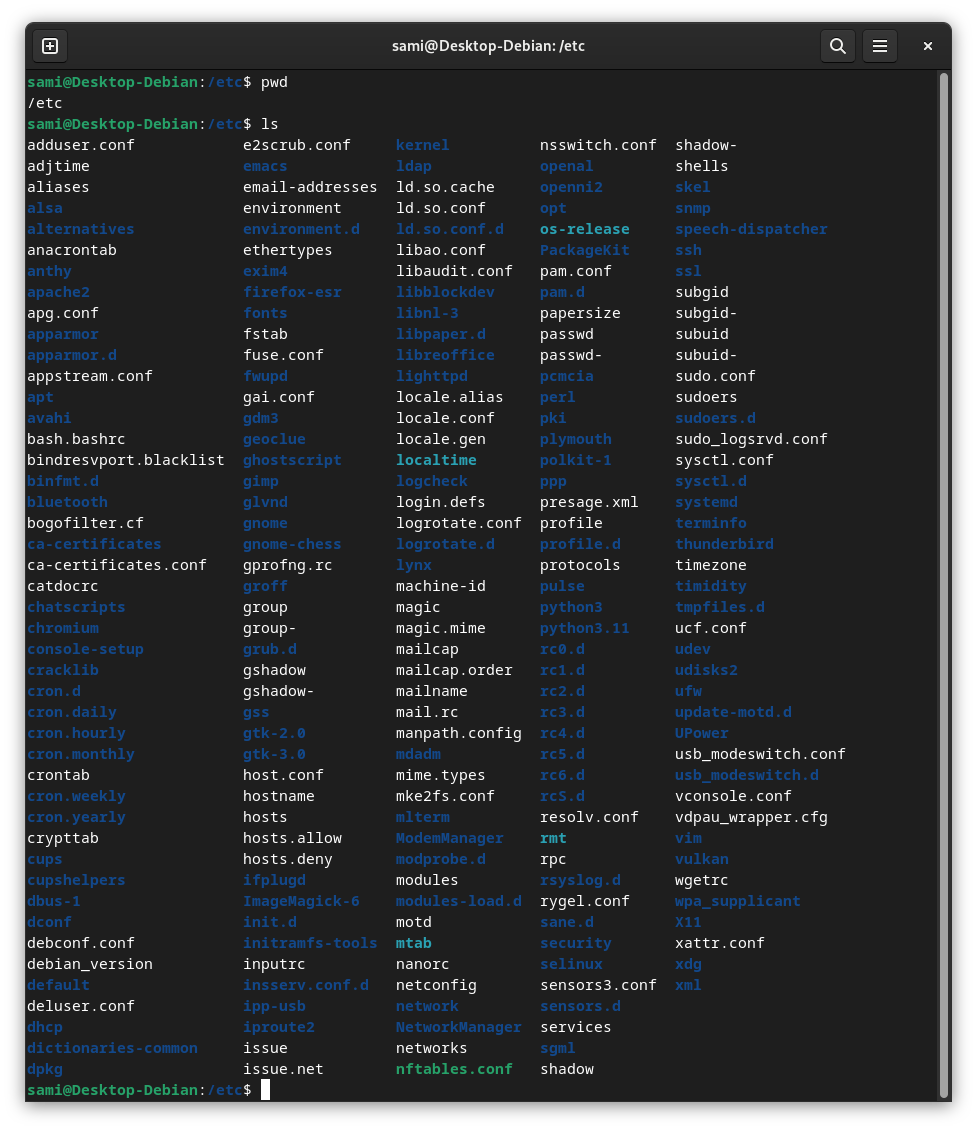 sami@Desktop-Debian: /etc
sami@Desktop-Debian:/etc$ pwd
/etc
sami@Desktop-Debian:/etc$ ls
adduser.conf e2scrub.conf kernel nsswitch.conf shadow-
adjtime emacs ldap openal shells
aliases email-addresses ld.so.cache openni2 skel
alsa environment ld.so.conf opt snmp
alternatives environment.d ld.so.conf.d os-release speech-dispatcher
anacrontab ethertypes libao.conf PackageKit ssh
anthy exim4 libaudit.conf pam.conf ssl
apache2 firefox-esr libblockdev pam.d subgid
apg.conf fonts libnl-3 papersize subgid-
apparmor fstab libpaper.d passwd subuid
apparmor.d fuse.conf libreoffice passwd- subuid-
appstream.conf fwupd lighttpd pcmcia sudo.conf
apt gai.conf locale.alias perl sudoers
avahi gdm3 locale.conf pki sudoers.d
bash.bashrc geoclue locale.gen plymouth sudo_logsrvd.conf
bindresvport.blacklist ghostscript localtime polkit-1 sysctl.conf
binfmt.d gimp logcheck ppp sysctl.d
bluetooth glvnd login.defs presage.xml systemd
bogofilter.cf gnome logrotate.conf profile terminfo
ca-certificates gnome-chess logrotate.d profile.d thunderbird
ca-certificates.conf gprofng.rc lynx protocols timezone
catdocrc groff machine-id pulse timidity
chatscripts group magic python3 tmpfiles.d
chromium group- magic.mime python3.11 ucf.conf
console-setup grub.d mailcap rc0.d udev
cracklib gshadow mailcap.order rc1.d udisks2
cron.d gshadow- mailname rc2.d ufw
cron.daily gss mail.rc rc3.d update-motd.d
cron.hourly gtk-2.0 manpath.config rc4.d UPower
cron.monthly gtk-3.0 mdadm rc5.d usb_modeswitch.conf
crontab host.conf mime.types rc6.d usb_modeswitch.d
cron.weekly hostname mke2fs.conf rcS.d vconsole.conf
cron.yearly hosts mlterm resolv.conf vdpau_wrapper.cfg
crypttab hosts.allow ModemManager rmt vim
cups hosts.deny modprobe.d rpc vulkan
cupshelpers ifplugd modules rsyslog.d wgetrc
dbus-1 ImageMagick-6 modules-load.d rygel.conf wpa_supplicant
dconf init.d motd sane.d X11
debconf.conf initramfs-tools mtab security xattr.conf
debian_version inputrc nanorc selinux xdg
default insserv.conf.d netconfig sensors3.conf xml
deluser.conf ipp-usb network sensors.d
dhcp iproute2 NetworkManager services
dictionaries-common issue networks sgml
dpkg issue.net nftables.conf shadow
sami@Desktop-Debian:/etc$